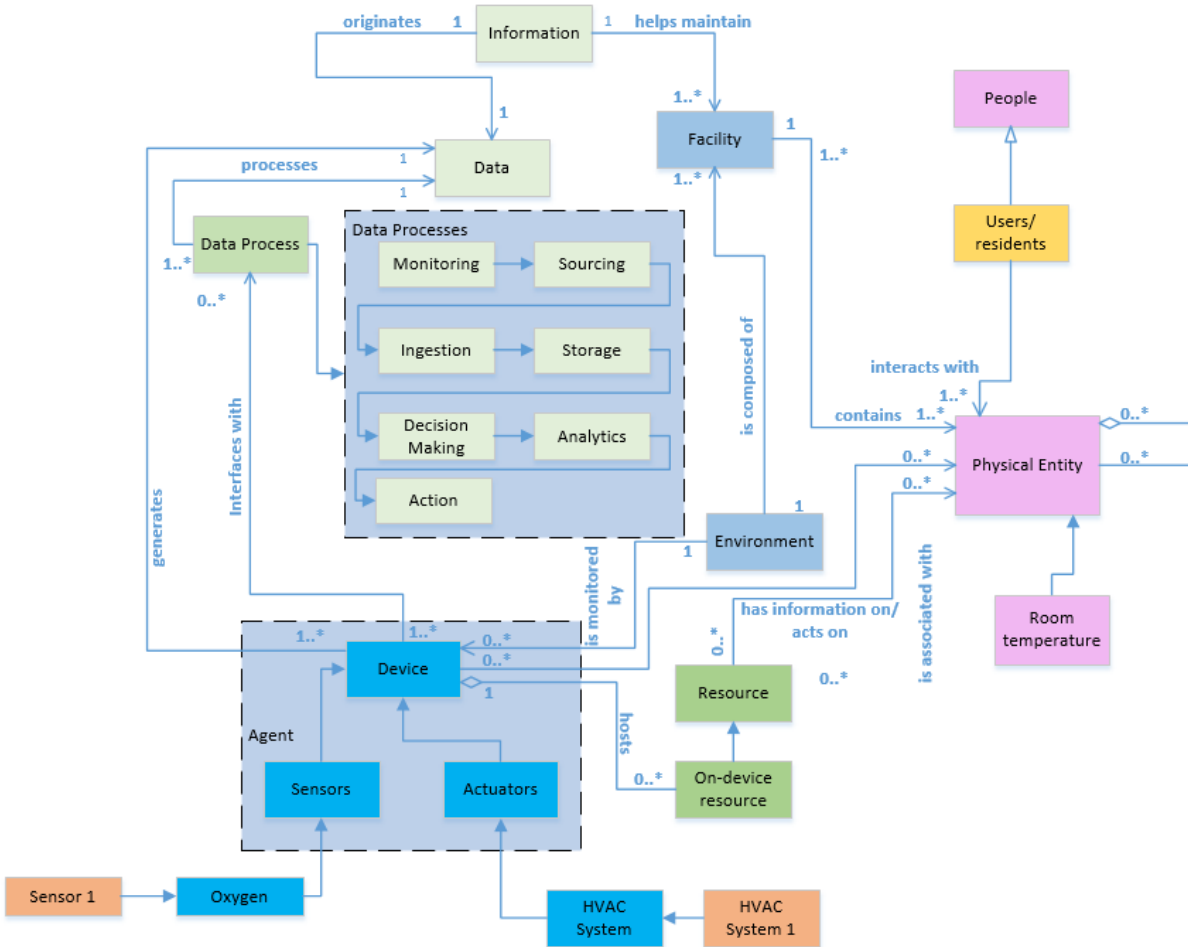 originates
1
Information
1
helps maintain
1
1..*
People
Facility
1
1..*
1..*
processes
1
1
Data
Data Process
1..*
0..*
Data Processes
Monitoring
Sourcing
Ingestion
Storage
Decision
Making
Analytics
Action
Users/
residents
is composed of
interacts with
1..*
contains
1..*
0..*
Physical Entity
0..*
0..*
0..*
Interfaces with
generates
1
Environment
1
is monitored
by
has information on/
acts on
is associated with
Room
temperature
1..*
1..*
0..*
0..*
Device
1
0..*
0..*
Resource
Agent
hosts
Sensors
Actuators
0..*
On-device
resource
Sensor 1
Oxygen
HVAC
System
HVAC
System 1